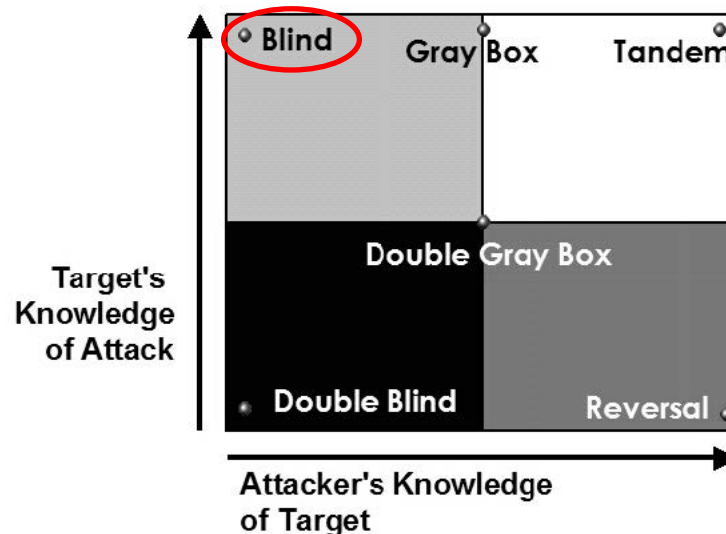 Blind
Gray Box
Tandem
Target's
Knowledge
of Attack
Double Gray Box
Double Blind
Reversal
Attacker's Knowledge
of Target